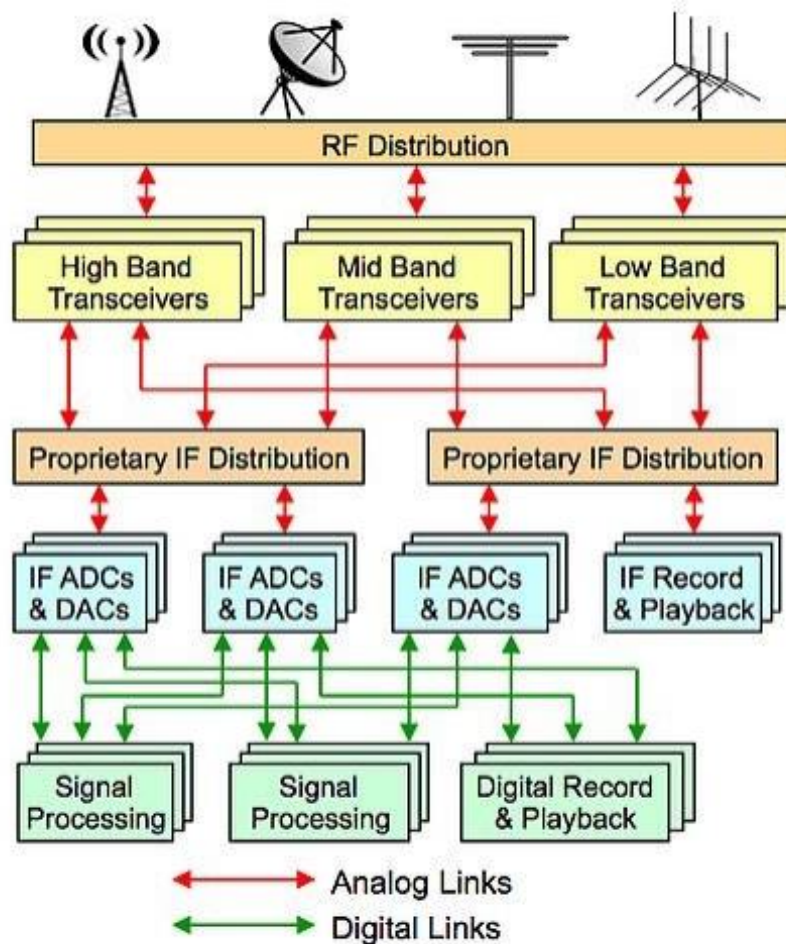 RF Distribution
High Band
Transceivers
Mid Band
Transceivers
Low Band
Transceivers
Proprietary IF Distribution
Proprietary IF Distribution
IF ADCs
& DACs
IF ADCs
& DACs
IF ADCs
& DACs
IF Record
& Playback
Signal
Processing
Signal
Processing
Digital Record
& Playback
Analog Links
Digital Links